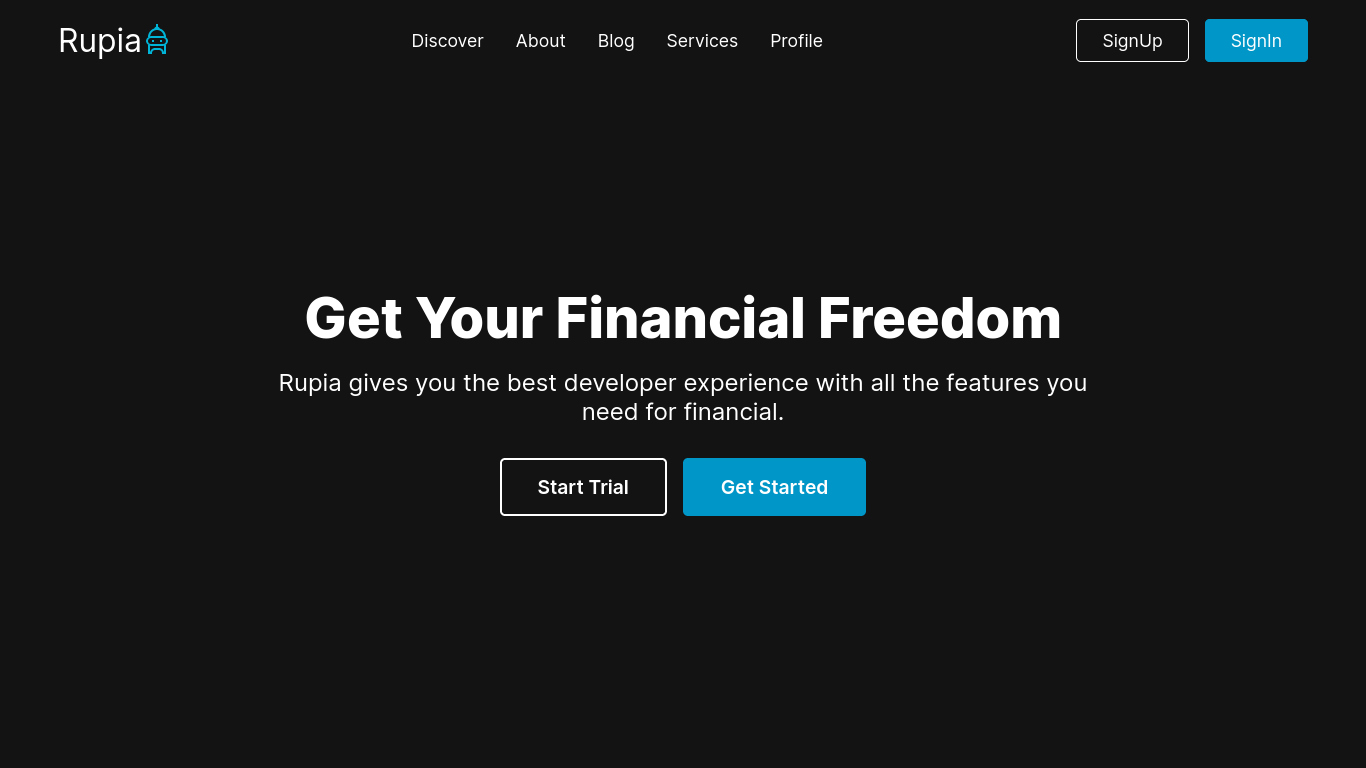 Rupia
Discover
About
Blog
Services
Profile
SignUp
SignIn
Get Your Financial Freedom
Rupia gives you the best developer experience with all the features you
need for financial.
Start Trial
Get Started